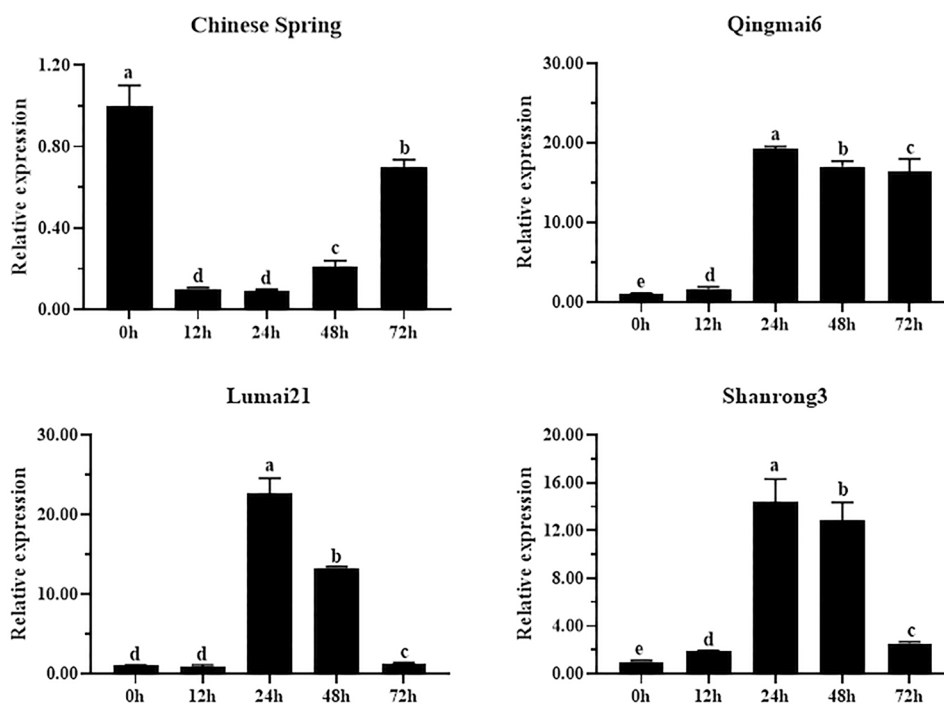 Chinese Spring
Relative expression
1.20
0.80
0.40
0.00
a
d
d
c
b
0h 12h 24h 48h 72h
Qingmai6
Relative expression
30.00
20.00
10.00
0.00
e
d
a
b
c
0h 12h 24h 48h 72h
Lumai21
Relative expression
30.00
20.00
10.00
0.00
d
d
a
b
c
0h 12h 24h 48h 72h
Shanrong3
Relative expression
20.00
16.00
12.00
8.00
4.00
0.00
e
d
a
b
c
0h 12h 24h 48h 72h